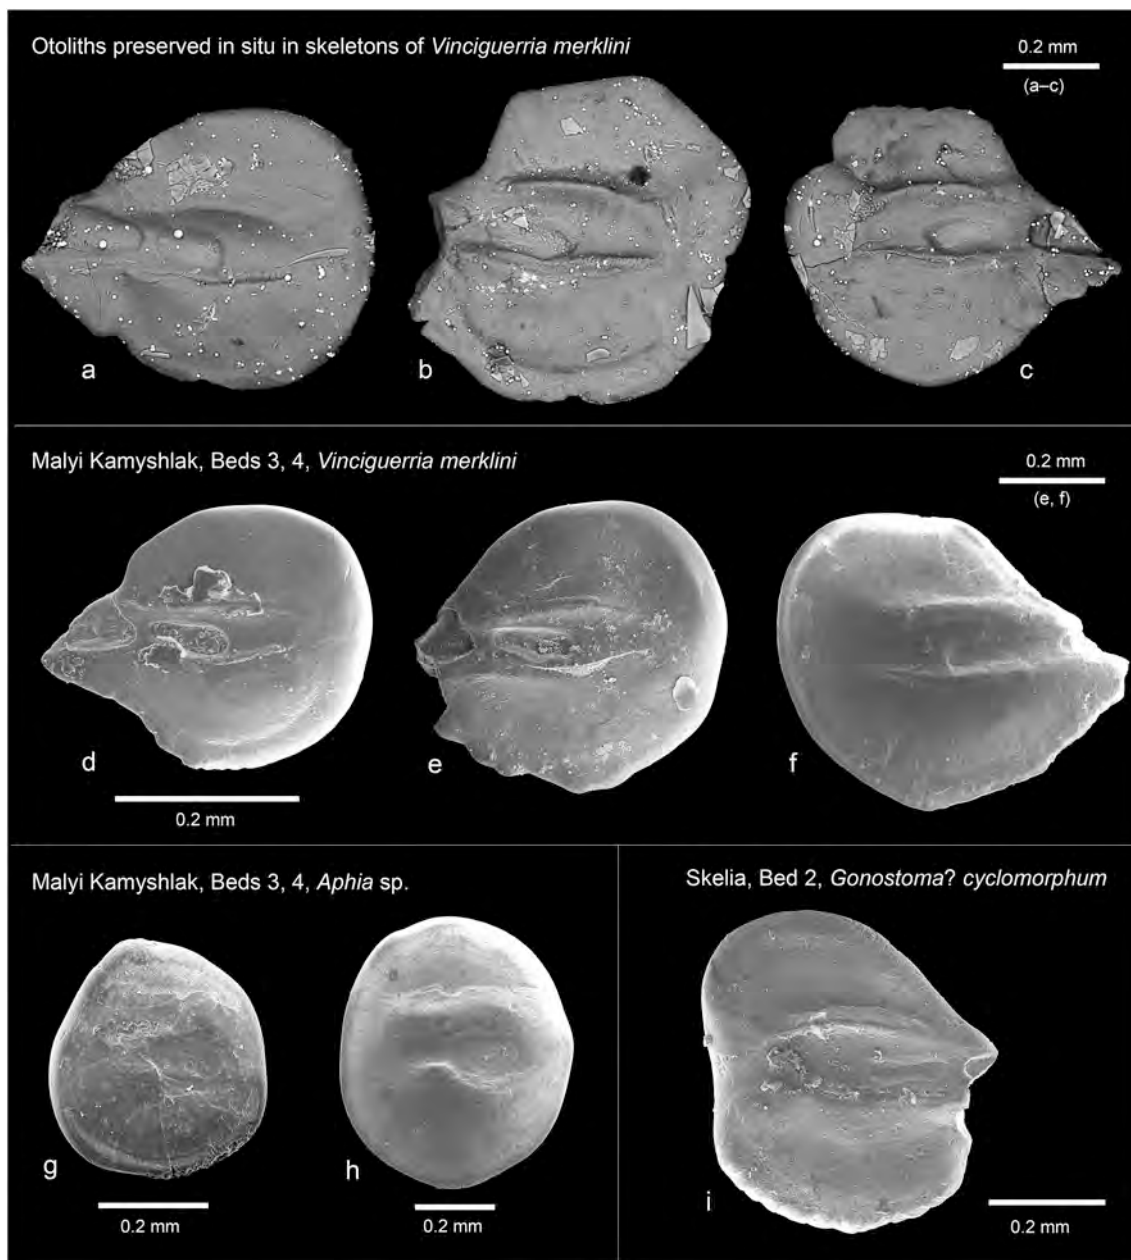 Otoliths preserved in situ in skeletons of Vinciguerria merklini
0.2 mm
(a–c)
a
b
c
Malyi Kamyshlak, Beds 3, 4, Vinciguerria merklini
0.2 mm
(e, f)
d
e
f
0.2 mm
Malyi Kamyshlak, Beds 3, 4, Aphia sp.
g
h
0.2 mm
0.2 mm
Skelia, Bed 2, Gonostoma? cyclomorphum
i
0.2 mm